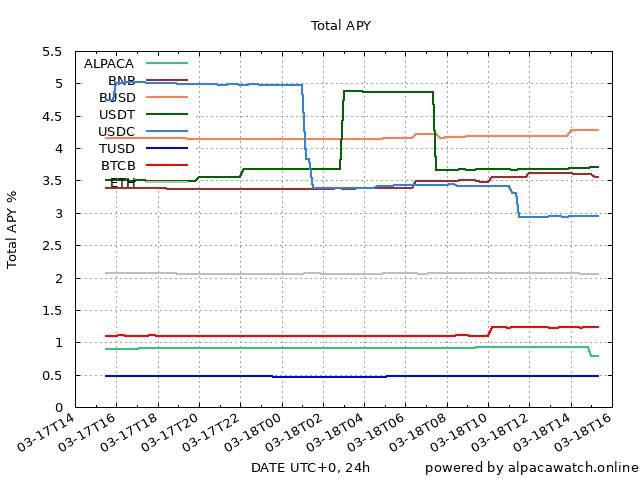 Total APY
ALPACA
BNB
BUSD
USDT
USDC
TUSD
BTCB
ETH
Total APY %
5.5
5
4.5
4
3.5
3
2.5
2
1.5
1
0.5
0
03-17T14
03-17T16
03-17T18
03-17T20
03-17T22
03-18T00
03-18T02
03-18T04
03-18T06
03-18T08
03-18T10
03-18T12
03-18T14
03-18T16
DATE UTC+0, 24h
powered by alpacawatch.online